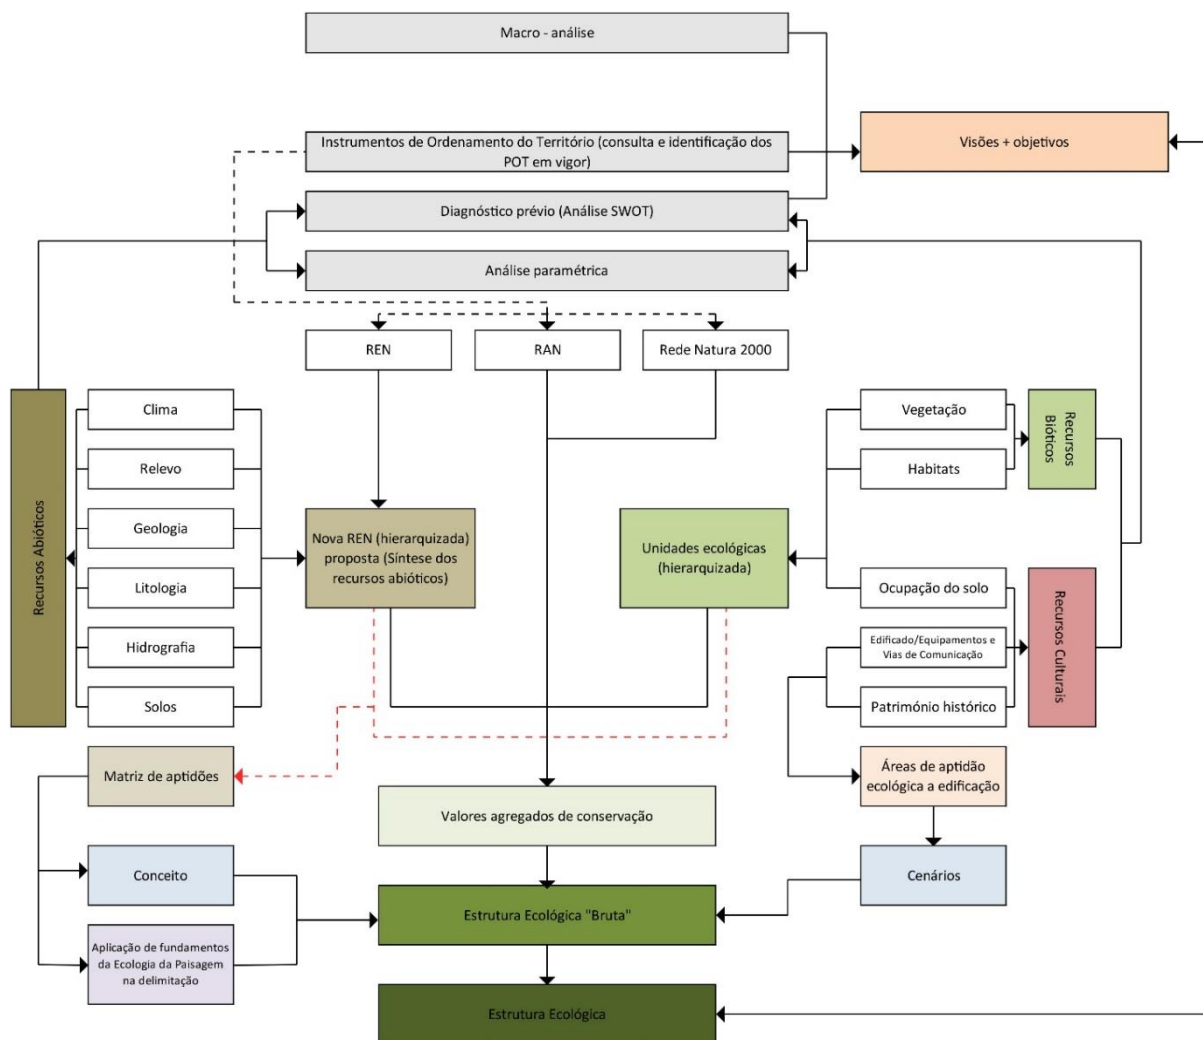 Macro - análise
Instrumentos de Ordenamento do Território (consulta e identificação dos
POT em vigor)
Visões + objetivos
Diagnóstico prévio (Análise SWOT)
Análise paramétrica
REN
RAN
Rede Natura 2000
Recursos Abióticos
Clima
Relevo
Geologia
Litologia
Hidrografia
Solos
Nova REN (hierarquizada)
proposta (Síntese dos
recursos abióticos)
Unidades ecológicas
(hierarquizada)
Vegetação
Habitats
Recursos
Bióticos
Ocupação do solo
Edificado/Equipamentos e
Vias de Comunicação
Património histórico
Recursos Culturais
Matriz de aptidões
Valores agregados de conservação
Áreas de aptidão
ecológica a edificação
Conceito
Estrutura Ecológica "Bruta"
Cenários
Aplicação de fundamentos
da Ecologia da Paisagem
na delimitação
Estrutura Ecológica